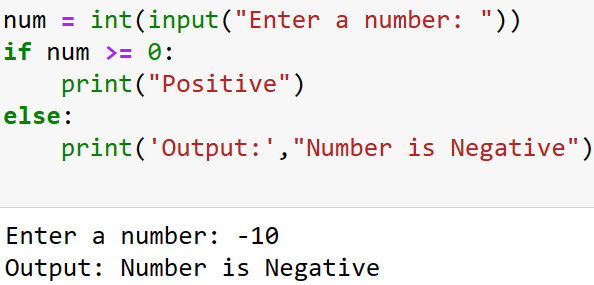 num = int(input("Enter a number: "))
if num >= 0:
    print("Positive")
else:
    print('Output:',"Number is Negative")
Enter a number: -10
Output: Number is Negative